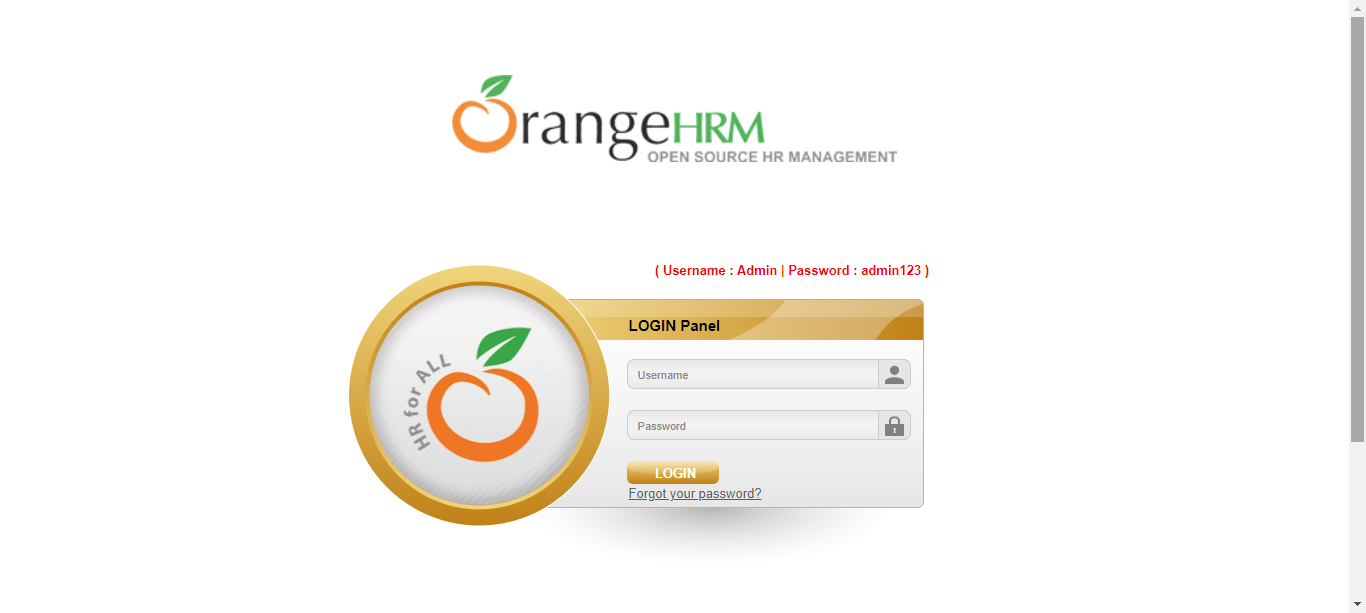 OrangeHRM
OPEN SOURCE HR MANAGEMENT
( Username : Admin | Password : admin123 )
LOGIN Panel
HR for ALL
Username
Password
LOGIN
Forgot your password?